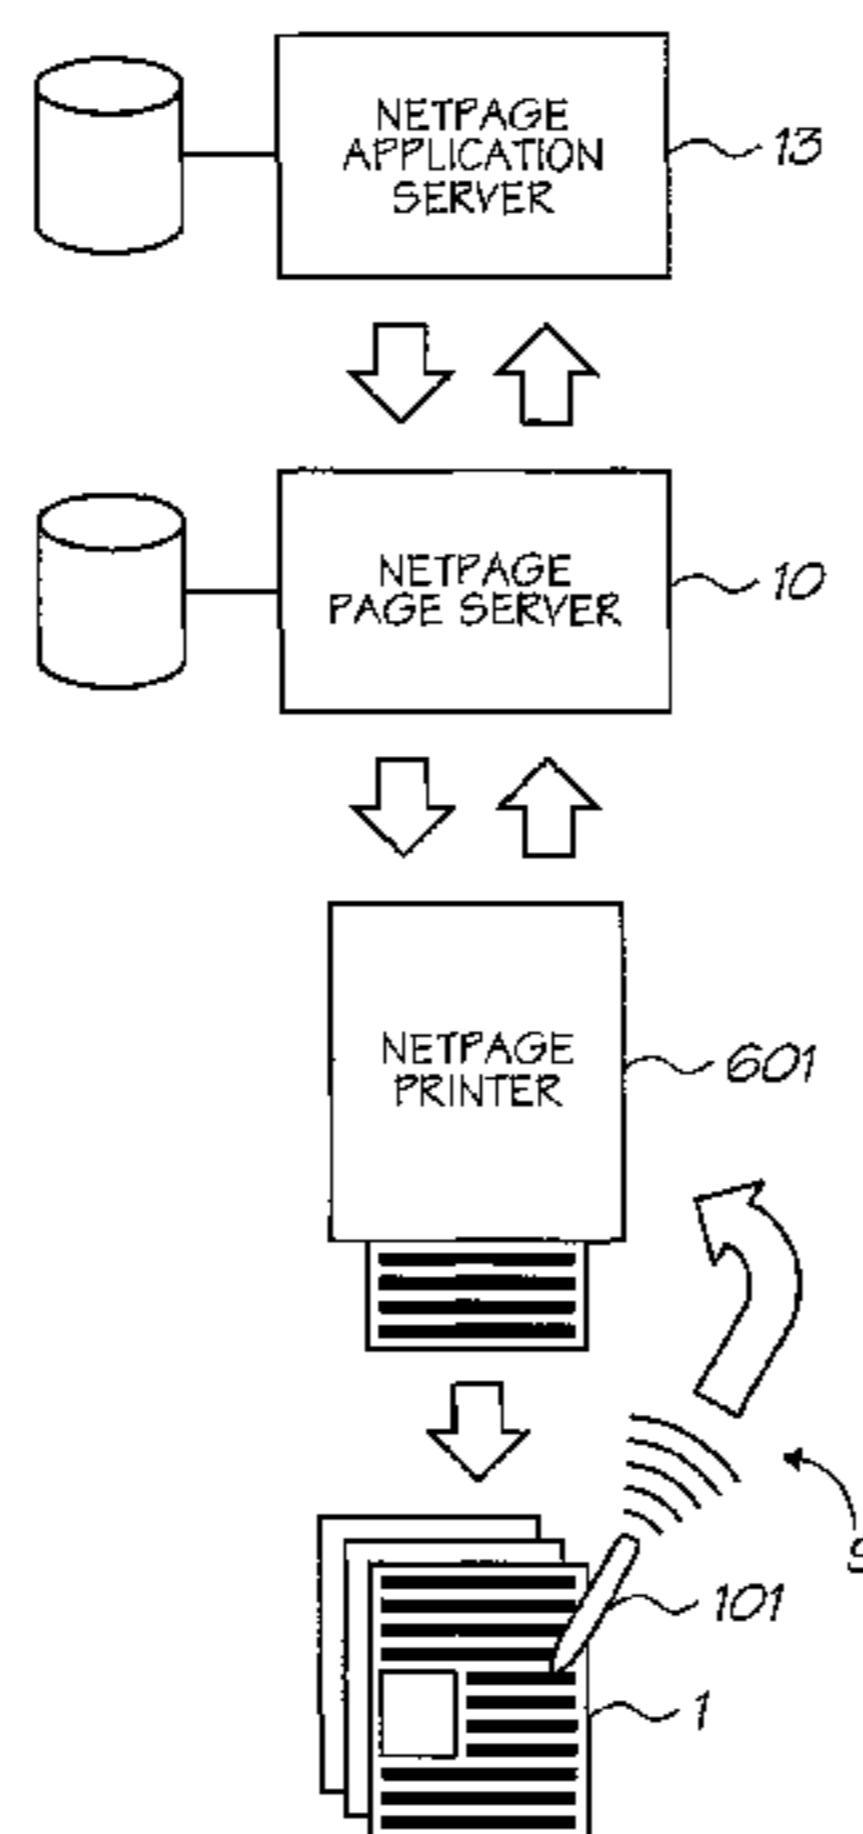 NETPAGE
APPLICATION
SERVER
13
NETPAGE
PAGE SERVER
10
NETPAGE
PRINTER
601
101
1